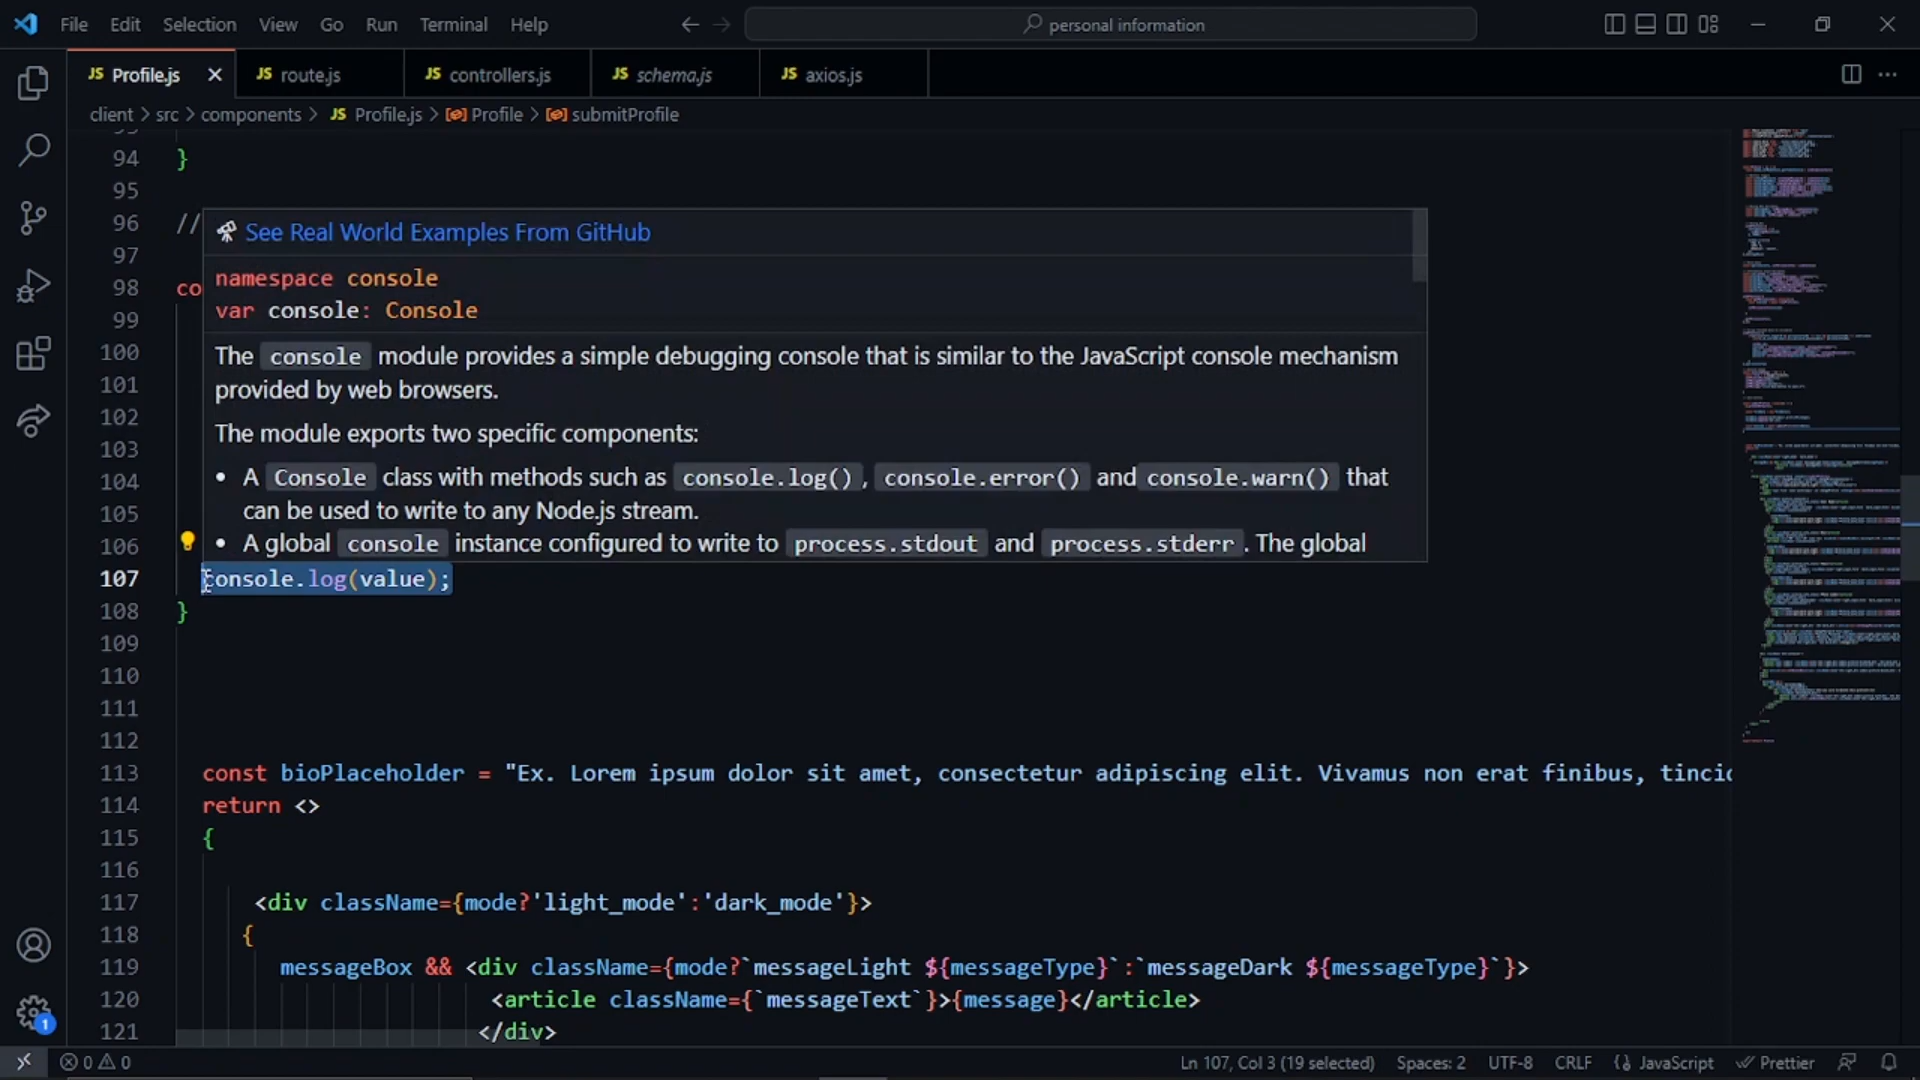 File Edit Selection View Go Run Terminal Help
personal information
JS Profile.js
JS route.js
JS controllers.js
JS schema.js
JS axios.js
client > src > components > JS Profile.js > Profile > submitProfile
94 }
95
96 //
97
98 co
99
100
101
102
103
104
105
106
See Real World Examples From GitHub
namespace console
var console: Console
The console module provides a simple debugging console that is similar to the JavaScript console mechanism
provided by web browsers.
The module exports two specific components:
• A Console class with methods such as console.log() , console.error() and console.warn() that
can be used to write to any Node.js stream.
• A global console instance configured to write to process.stdout and process.stderr . The global
107 console.log(value);
108 }
109
110
111
112
113 const bioPlaceholder = "Ex. Lorem ipsum dolor sit amet, consectetur adipiscing elit. Vivamus non erat finibus, tincid
114 return <>
115 {
116
117 <div className={mode?'light_mode':'dark_mode'}>
118 {
119 messageBox && <div className={mode?`messageLight ${messageType}`:`messageDark ${messageType}`}>
120 <article className={`messageText`}>{message}</article>
121 </div>
1
0 0
Ln 107, Col 3 (19 selected) Spaces: 2 UTF-8 CRLF {} JavaScript Prettier